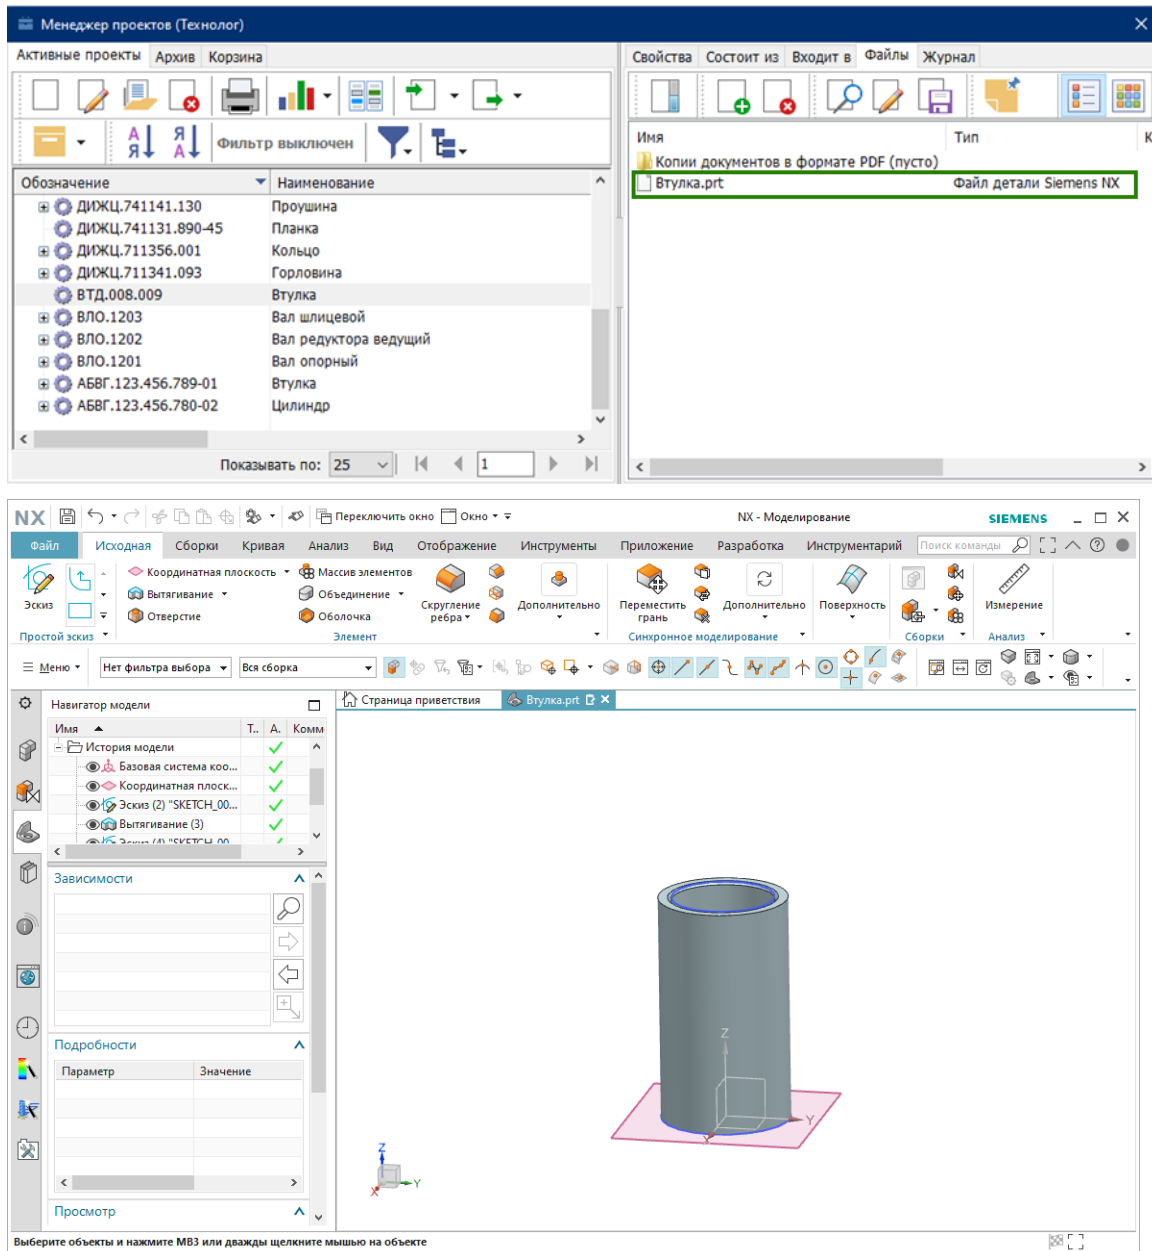 Менеджер проектов (Технолог)
Активные проекты Архив Корзина
Фильтр выключен
Обозначение Наименование
ДИЖЦ.741141.130 Проушина
ДИЖЦ.741131.890-45 Планка
ДИЖЦ.711356.001 Кольцо
ДИЖЦ.711341.093 Горловина
ВТД.008.009 Втулка
ВЛО.1203 Вал шлицевой
ВЛО.1202 Вал редуктора ведущий
ВЛО.1201 Вал опорный
АБВГ.123.456.789-01 Втулка
АБВГ.123.456.780-02 Цилиндр
Показывать по: 25 1
Свойства Состоит из Входит в Файлы Журнал
Имя Тип К
Копии документов в формате PDF (пусто)
Втулка.prt Файл детали Siemens NX
NX Переключить окно Окно NX - Моделирование SIEMENS
Файл Исходная Сборки Кривая Анализ Вид Отображение Инструменты Приложение Разработка Инструментарий Поиск команды
Эскиз
Координатная плоскость
Вытягивание
Отверстие
Массив элементов
Объединение
Оболочка
Скругление ребра
Дополнительно
Переместить грань
Дополнительно
Поверхность
Измерение
Простой эскиз Элемент Синхронное моделирование Сборки Анализ
Меню Нет фильтра выбора Вся сборка
Навигатор модели
Страница приветствия Втулка.prt
Имя Т.. А. Комм
История модели
Базовая система коо...
Координатная плоск...
Эскиз (2) "SKETCH_00...
Вытягивание (3)
Эскиз (4) "SKETCH_00
Зависимости
Подробности
Параметр Значение
Просмотр
Z
Y
X
Z
Y
X
Выберите объекты и нажмите МВ3 или дважды щелкните мышью на объекте